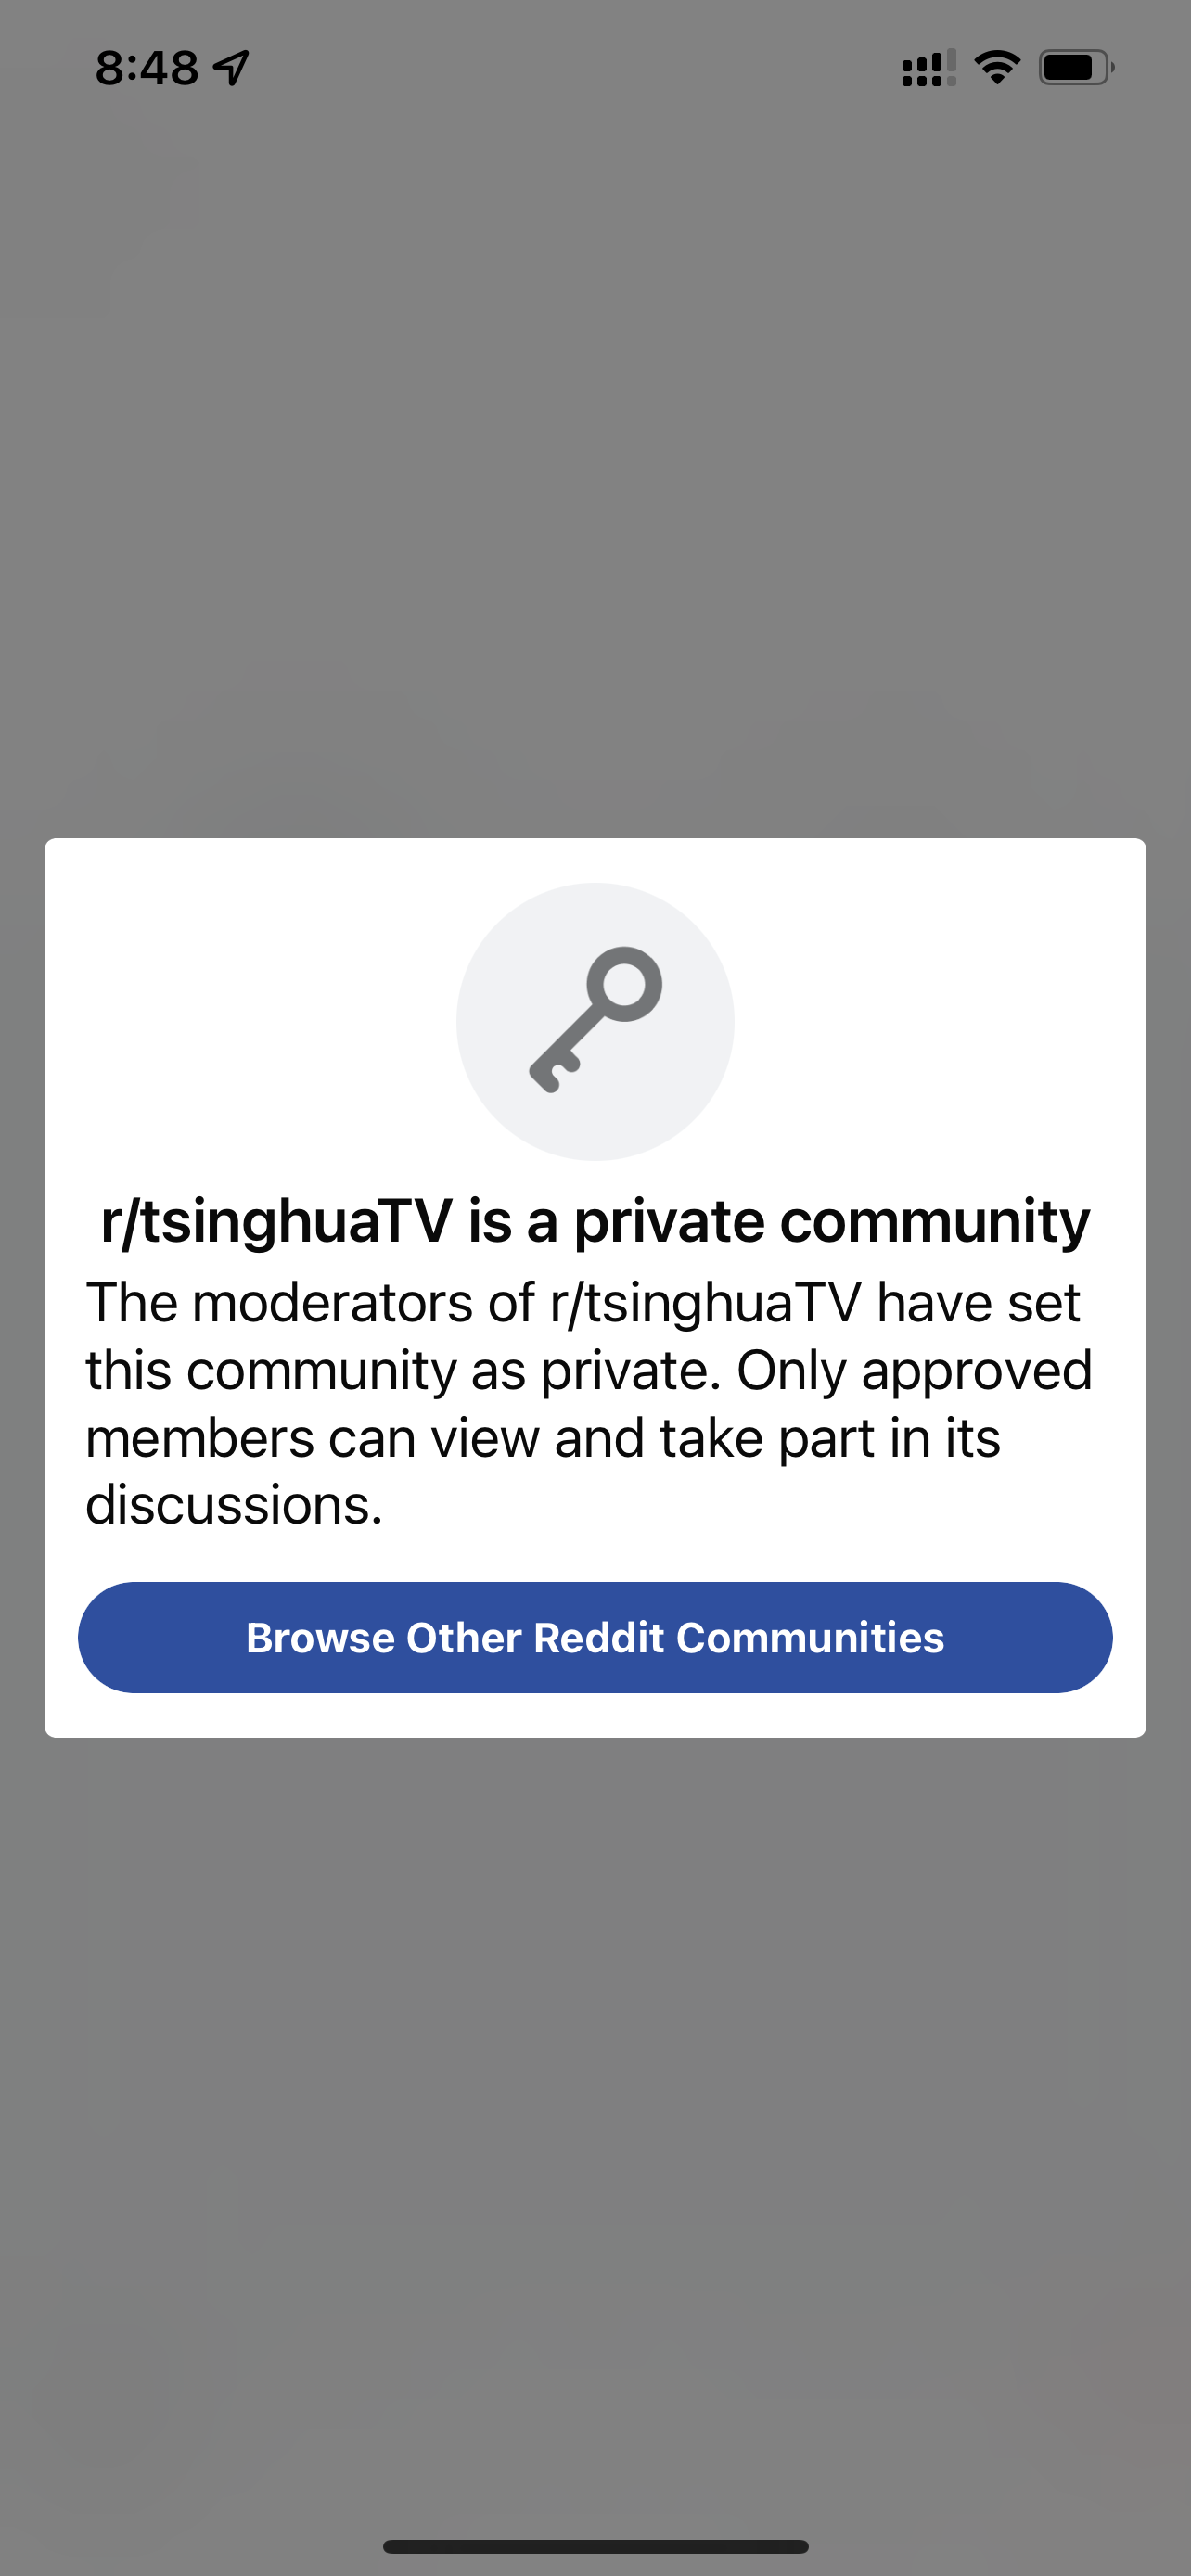 8:48
r/tsinghuaTV is a private community
The moderators of r/tsinghuaTV have set
this community as private. Only approved
members can view and take part in its
discussions.
Browse Other Reddit Communities